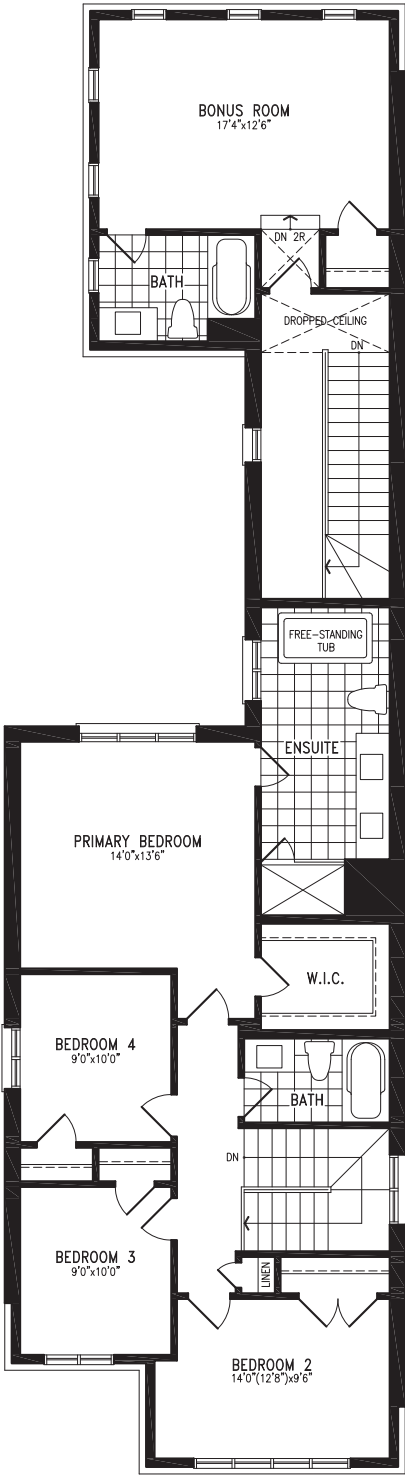 BONUS ROOM
17'4"x12'6"
DN 2R
BATH
DROPPED CEILING
DN
FREE-STANDING
TUB
ENSUITE
PRIMARY BEDROOM
14'0"x13'6"
W.I.C.
BEDROOM 4
9'0"x10'0"
BATH
DN
BEDROOM 3
9'0"x10'0"
LINEN
BEDROOM 2
14'0"(12'8")x9'6"